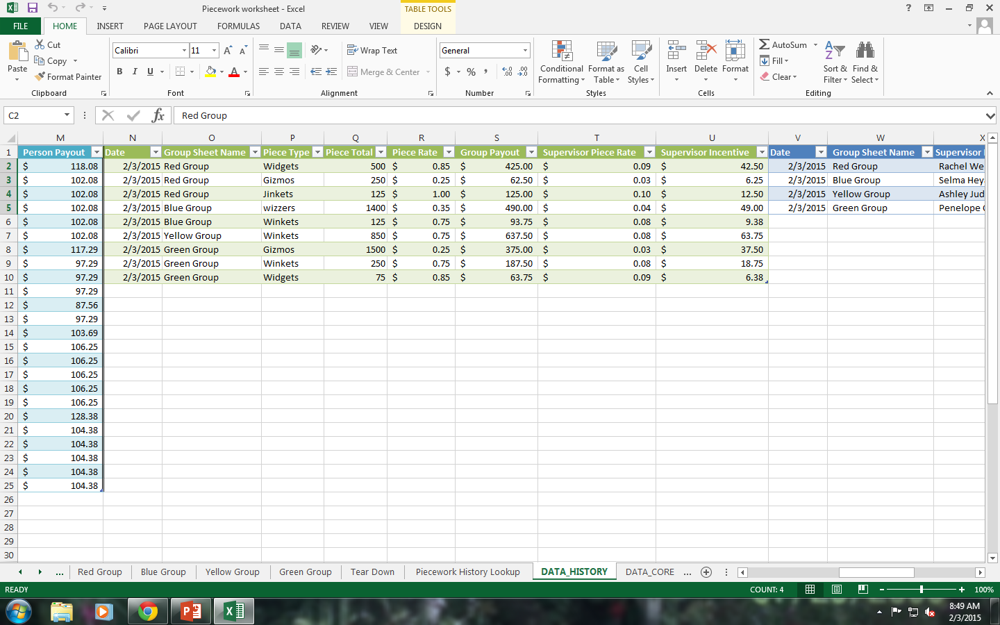 Piecework worksheet - Excel
TABLE TOOLS
?
FILE HOME INSERT PAGE LAYOUT FORMULAS DATA REVIEW VIEW DESIGN
Paste
Cut
Copy
Format Painter
Clipboard
Calibri 11 A A
B I U A
Font
Wrap Text
Merge & Center
Alignment
General
$ % , .00 .00
Number
Conditional Formatting
Format as Table
Cell Styles
Styles
Insert Delete Format
Cells
AutoSum
Fill
Clear
Sort & Filter
Find & Select
Editing
C2 fx Red Group
M N O P Q R S T U V W X
1 Person Payout Date Group Sheet Name Piece Type Piece Total Piece Rate Group Payout Supervisor Piece Rate Supervisor Incentive Date Group Sheet Name Supervisor
2 $ 118.08 2/3/2015 Red Group Widgets 500 $ 0.85 $ 425.00 $ 0.09 $ 42.50 2/3/2015 Red Group Rachel We
3 $ 102.08 2/3/2015 Red Group Gizmos 250 $ 0.25 $ 62.50 $ 0.03 $ 6.25 2/3/2015 Blue Group Selma Hey
4 $ 102.08 2/3/2015 Red Group Jinkets 125 $ 1.00 $ 125.00 $ 0.10 $ 12.50 2/3/2015 Yellow Group Ashley Jud
5 $ 102.08 2/3/2015 Blue Group wizzers 1400 $ 0.35 $ 490.00 $ 0.04 $ 49.00 2/3/2015 Green Group Penelope
6 $ 102.08 2/3/2015 Blue Group Winkets 125 $ 0.75 $ 93.75 $ 0.08 $ 9.38
7 $ 102.08 2/3/2015 Yellow Group Winkets 850 $ 0.75 $ 637.50 $ 0.08 $ 63.75
8 $ 117.29 2/3/2015 Green Group Gizmos 1500 $ 0.25 $ 375.00 $ 0.03 $ 37.50
9 $ 97.29 2/3/2015 Green Group Winkets 250 $ 0.75 $ 187.50 $ 0.08 $ 18.75
10 $ 97.29 2/3/2015 Green Group Widgets 75 $ 0.85 $ 63.75 $ 0.09 $ 6.38
11 $ 97.29
12 $ 87.56
13 $ 97.29
14 $ 103.69
15 $ 106.25
16 $ 106.25
17 $ 106.25
18 $ 106.25
19 $ 106.25
20 $ 128.38
21 $ 104.38
22 $ 104.38
23 $ 104.38
24 $ 104.38
25 $ 104.38
26
27
28
29
30
... Red Group Blue Group Yellow Group Green Group Tear Down Piecework History Lookup DATA_HISTORY DATA_CORE ...
READY COUNT: 4 100%
8:49 AM
2/3/2015